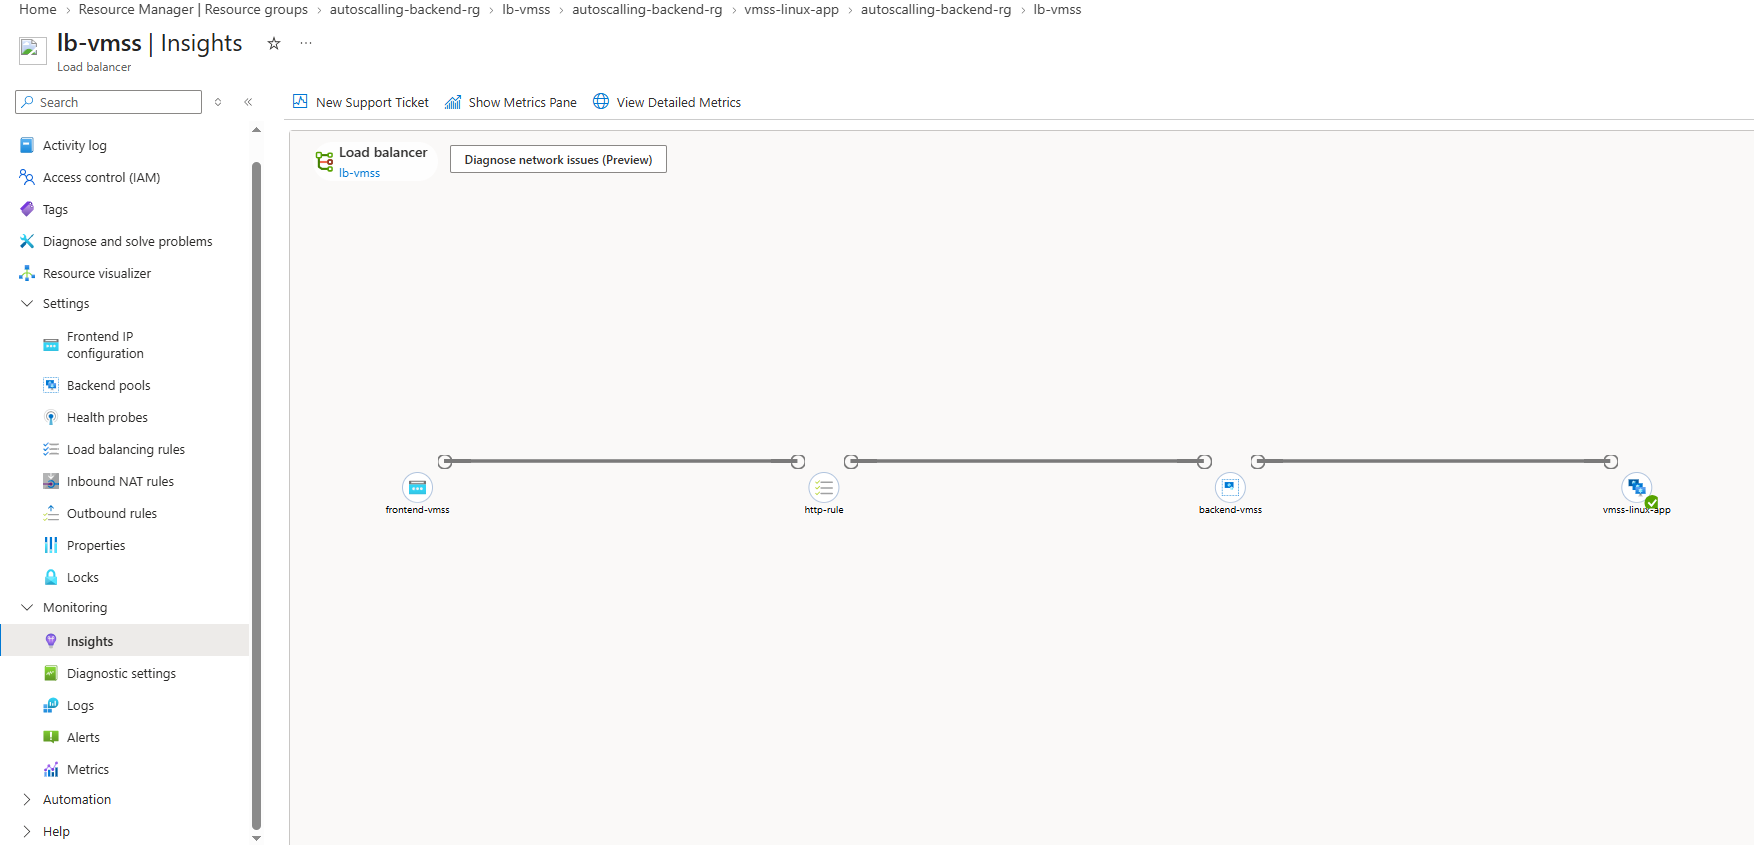 Home > Resource Manager | Resource groups > autoscalling-backend-rg > lb-vmss > autoscalling-backend-rg > vmss-linux-app > autoscalling-backend-rg > lb-vmss
lb-vmss | Insights
Load balancer
Search
New Support Ticket
Show Metrics Pane
View Detailed Metrics
Activity log
Access control (IAM)
Tags
Diagnose and solve problems
Resource visualizer
Settings
Frontend IP
configuration
Backend pools
Health probes
Load balancing rules
Inbound NAT rules
Outbound rules
Properties
Locks
Monitoring
Insights
Diagnostic settings
Logs
Alerts
Metrics
Automation
Help
Load balancer
lb-vmss
Diagnose network issues (Preview)
frontend-vmss
http-rule
backend-vmss
vmss-linux-app